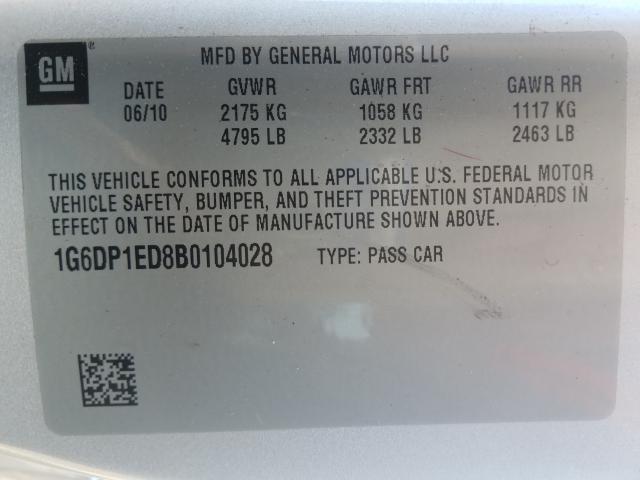 GM
®
MFD BY GENERAL MOTORS LLC
DATE GVWR GAWR FRT GAWR RR
06/10 2175 KG 1058 KG 1117 KG
4795 LB 2332 LB 2463 LB
THIS VEHICLE CONFORMS TO ALL APPLICABLE U.S. FEDERAL MOTOR
VEHICLE SAFETY, BUMPER, AND THEFT PREVENTION STANDARDS IN
EFFECT ON THE DATE OF MANUFACTURE SHOWN ABOVE.
1G6DP1ED8B0104028 TYPE: PASS CAR